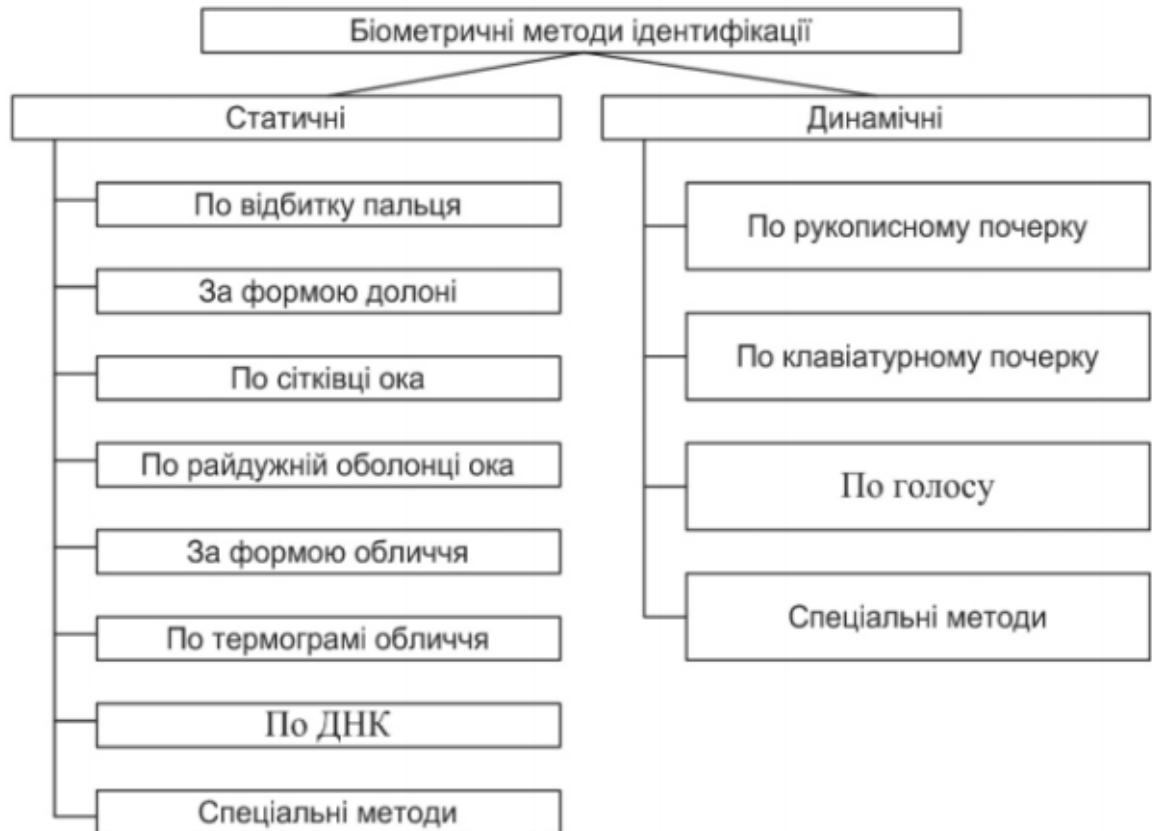 Біометричні методи ідентифікації
Статичні
По відбитку пальця
За формою долоні
По сітківці ока
По райдужній оболонці ока
За формою обличчя
По термограмі обличчя
По ДНК
Спеціальні методи
Динамічні
По рукописному почерку
По клавіатурному почерку
По голосу
Спеціальні методи